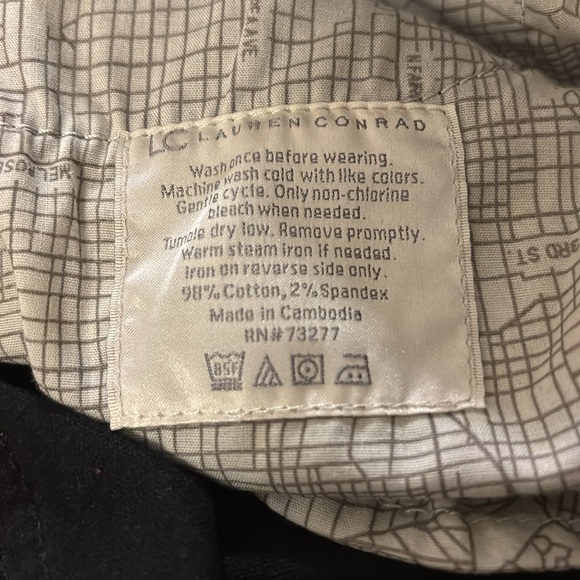 LC LAUREN CONRAD
Wash once before wearing.
Machine wash cold with like colors.
Gentle cycle. Only non-chlorine
bleach when needed.
Tumble dry low. Remove promptly.
Warm steam iron if needed.
Iron on reverse side only.
98% Cotton, 2% Spandex
Made in Cambodia
RN#73277
85F